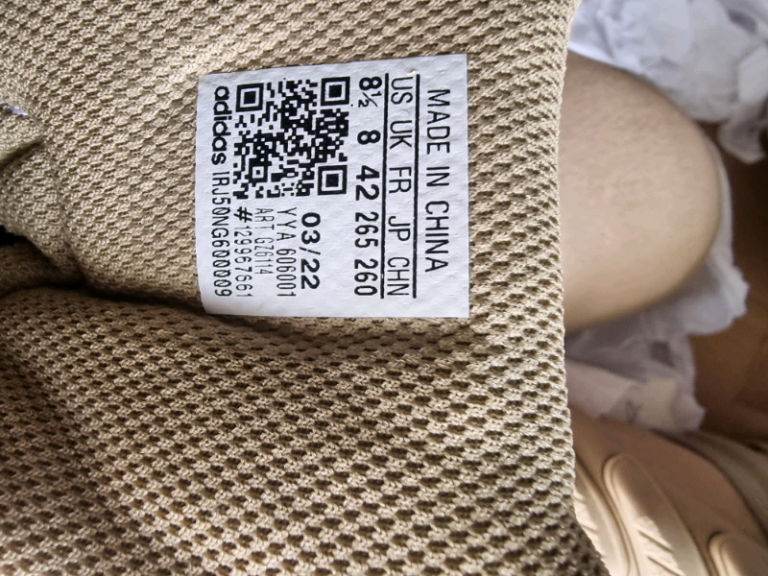 MADE IN CHINA
US UK FR JP CHN
8½ 8 42 265 260
03/22
YYA 606001
ART GZ6114
#129967661
adidas IRJ50NG600009